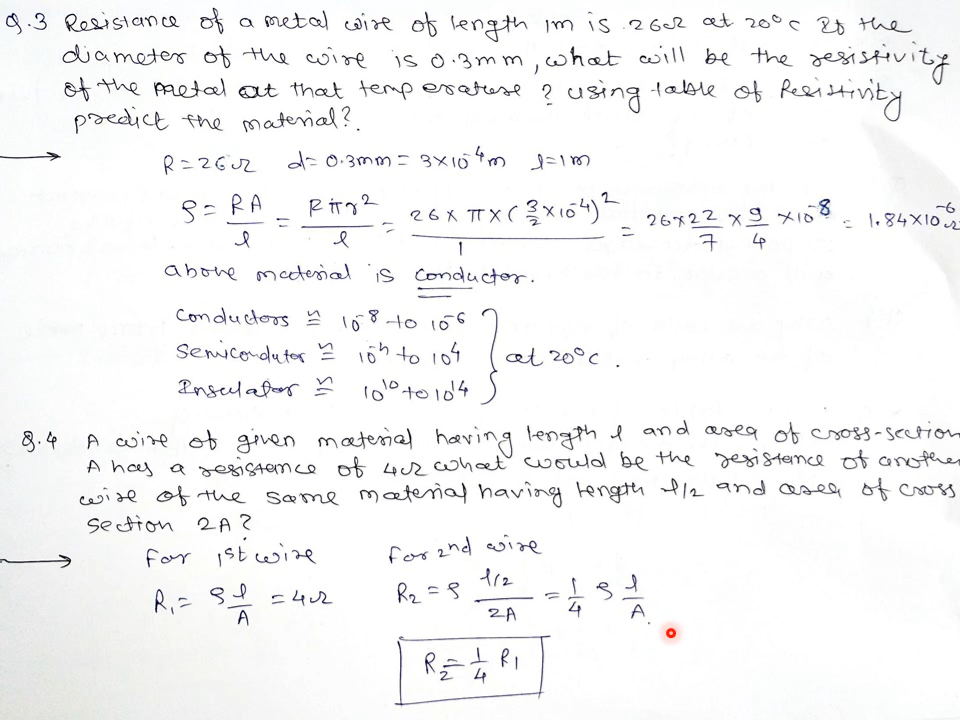 Q.3 Resistance of a metal wire of length 1m is 26Ω at 20°C If the
diameter of the wire is 0.3mm, what will be the resistivity
of the metal at that temperature? using table of Resistivity
predict the material?.
R = 26Ω d = 0.3mm = 3×10⁻⁴m l = 1m
ρ = RA/l = Rπr²/l = 26×π×(3/2×10⁻⁴)²/1 = 26×22/7×9/4×10⁻⁸ = 1.84×10⁻⁶Ω
above material is conductor.
Conductors ≅ 10⁻⁸ to 10⁻⁶
Semicondutor ≅ 10⁻⁴ to 10⁴ } at 20°C.
Insulator ≅ 10¹⁰ to 10¹⁴
Q.4 A wire of given material having length l and area of cross-section
A has a resistance of 4Ω what would be the resistance of another
wire of the same material having length l/2 and area of cross
section 2A?
for 1st wire for 2nd wire
R₁ = ρ l/A = 4Ω R₂ = ρ (l/2)/2A = 1/4 ρ l/A.
R₂ = 1/4 R₁